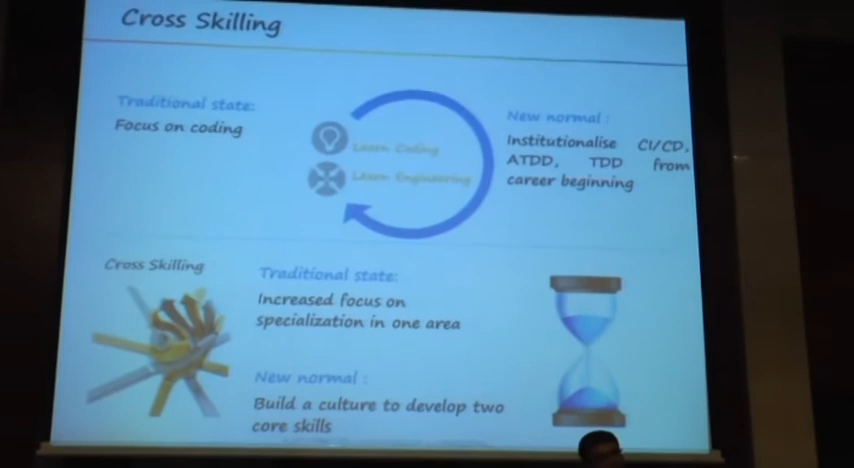 Cross Skilling
Traditional state:
Focus on coding
Learn Coding
Learn Engineering
New normal :
Institutionalise CI/CD,
ATDD, TDD from
career beginning
Cross Skilling
Traditional state:
Increased focus on
specialization in one area
New normal :
Build a culture to develop two
core skills